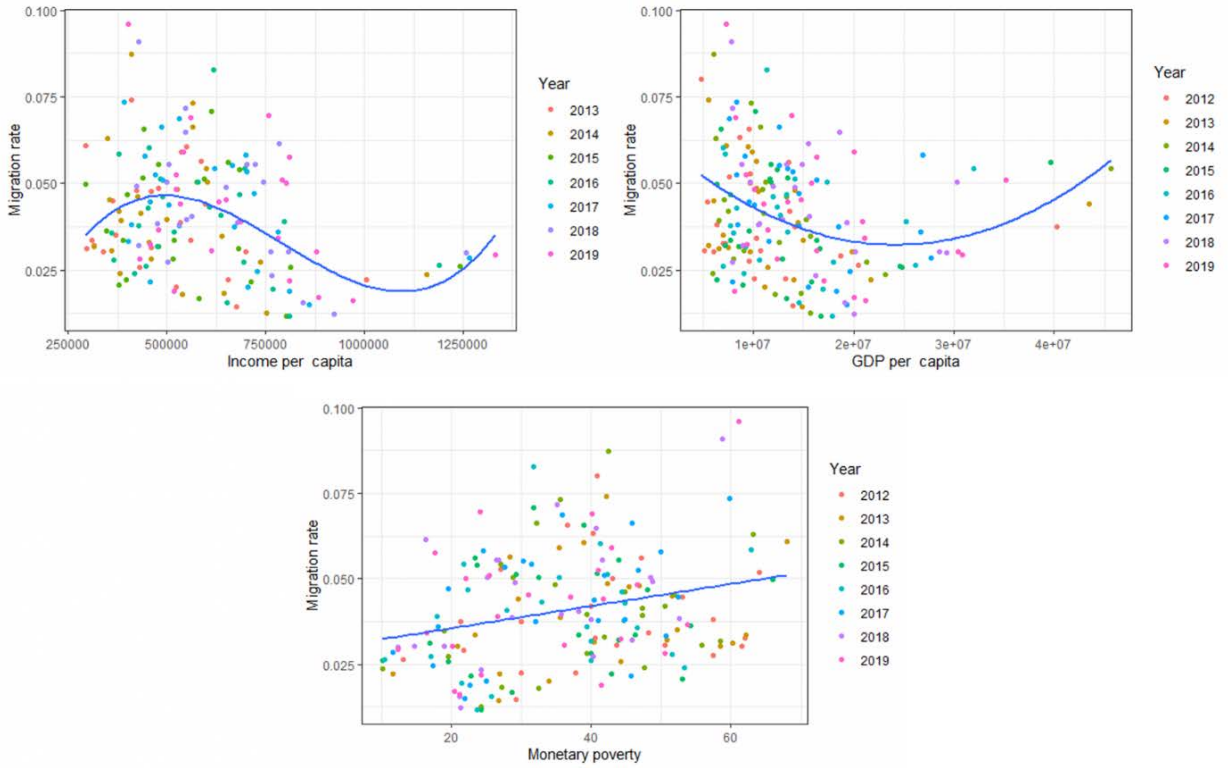 0.100
0.075
0.050
0.025
Migration rate
250000 500000 750000 1000000 1250000
Income per capita
Year
2013
2014
2015
2016
2017
2018
2019
0.100
0.075
0.050
0.025
Migration rate
1e+07 2e+07 3e+07 4e+07
GDP per capita
Year
2012
2013
2014
2015
2016
2017
2018
2019
0.100
0.075
0.050
0.025
Migration rate
20 40 60
Monetary poverty
Year
2012
2013
2014
2015
2016
2017
2018
2019